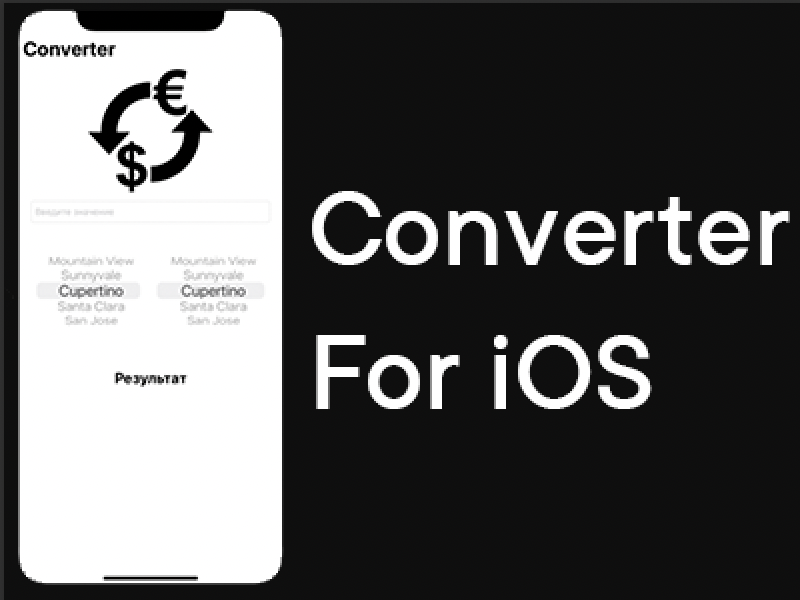 Converter
€
$
Введите значение
Mountain View Mountain View
Sunnyvale Sunnyvale
Cupertino Cupertino
Santa Clara Santa Clara
San Jose San Jose
Результат
Converter
For iOS